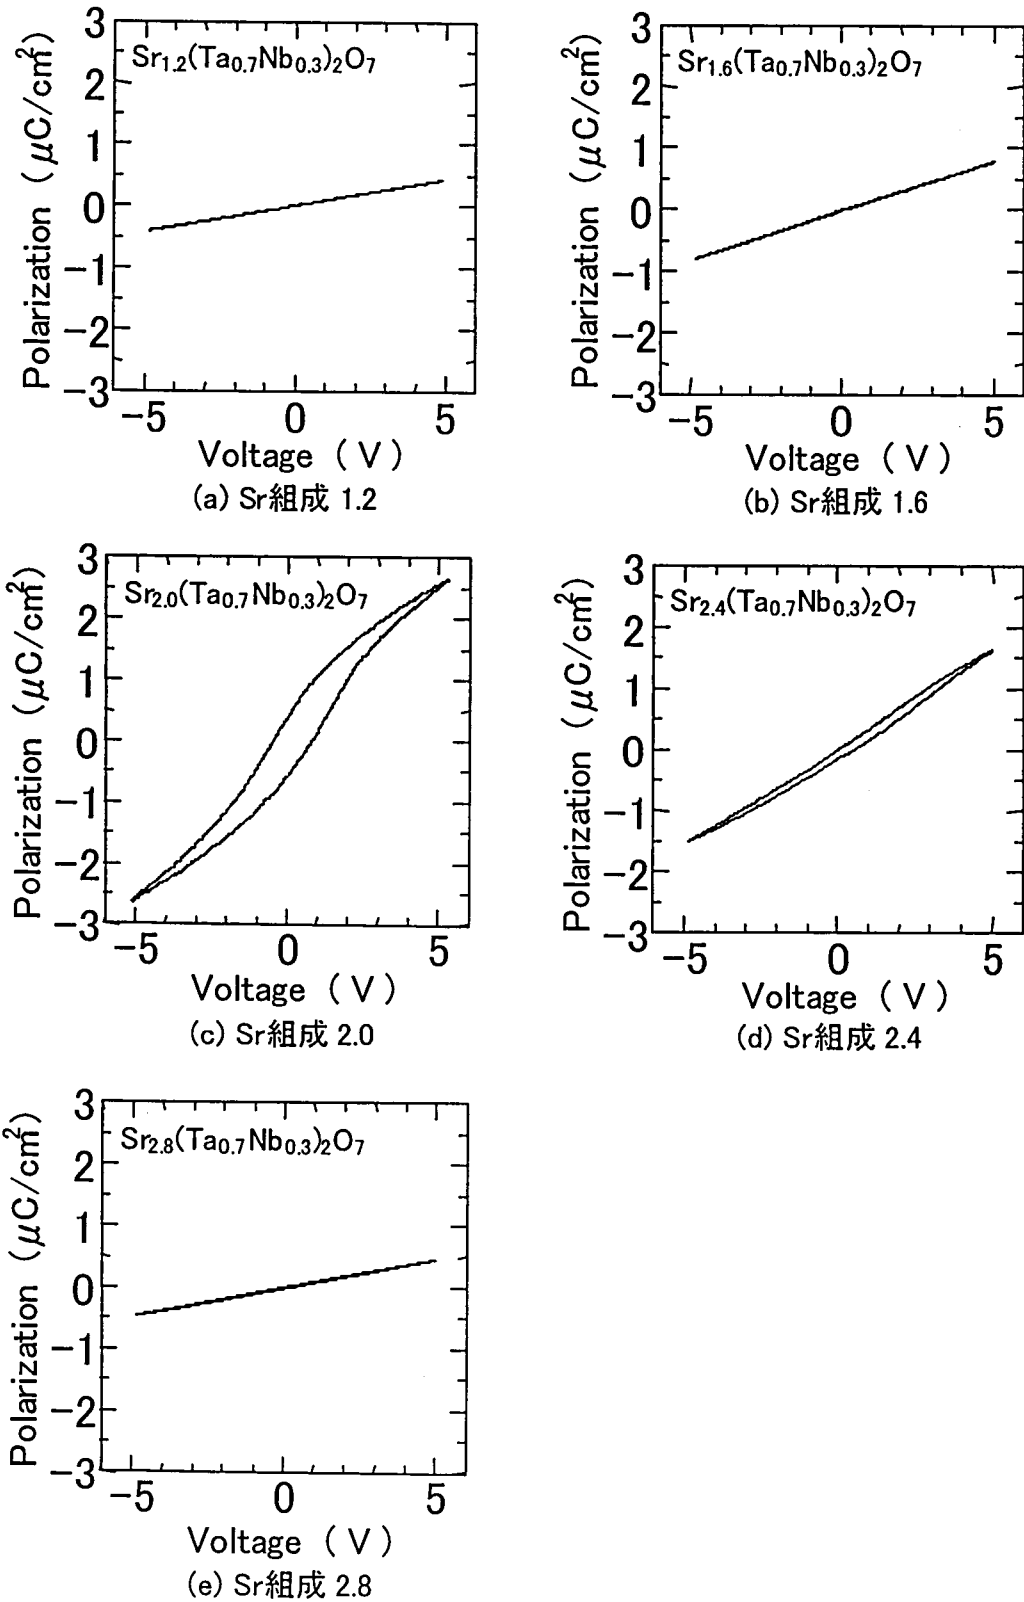 Sr1.2(Ta0.7Nb0.3)2O7
Polarization (μC/cm2)
3
2
1
0
−1
−2
−3
−5 0 5
Voltage (V)
(a) Sr組成 1.2
Sr1.6(Ta0.7Nb0.3)2O7
Polarization (μC/cm2)
3
2
1
0
−1
−2
−3
−5 0 5
Voltage (V)
(b) Sr組成 1.6
Sr2.0(Ta0.7Nb0.3)2O7
Polarization (μC/cm2)
3
2
1
0
−1
−2
−3
−5 0 5
Voltage (V)
(c) Sr組成 2.0
Sr2.4(Ta0.7Nb0.3)2O7
Polarization (μC/cm2)
3
2
1
0
−1
−2
−3
−5 0 5
Voltage (V)
(d) Sr組成 2.4
Sr2.8(Ta0.7Nb0.3)2O7
Polarization (μC/cm2)
3
2
1
0
−1
−2
−3
−5 0 5
Voltage (V)
(e) Sr組成 2.8